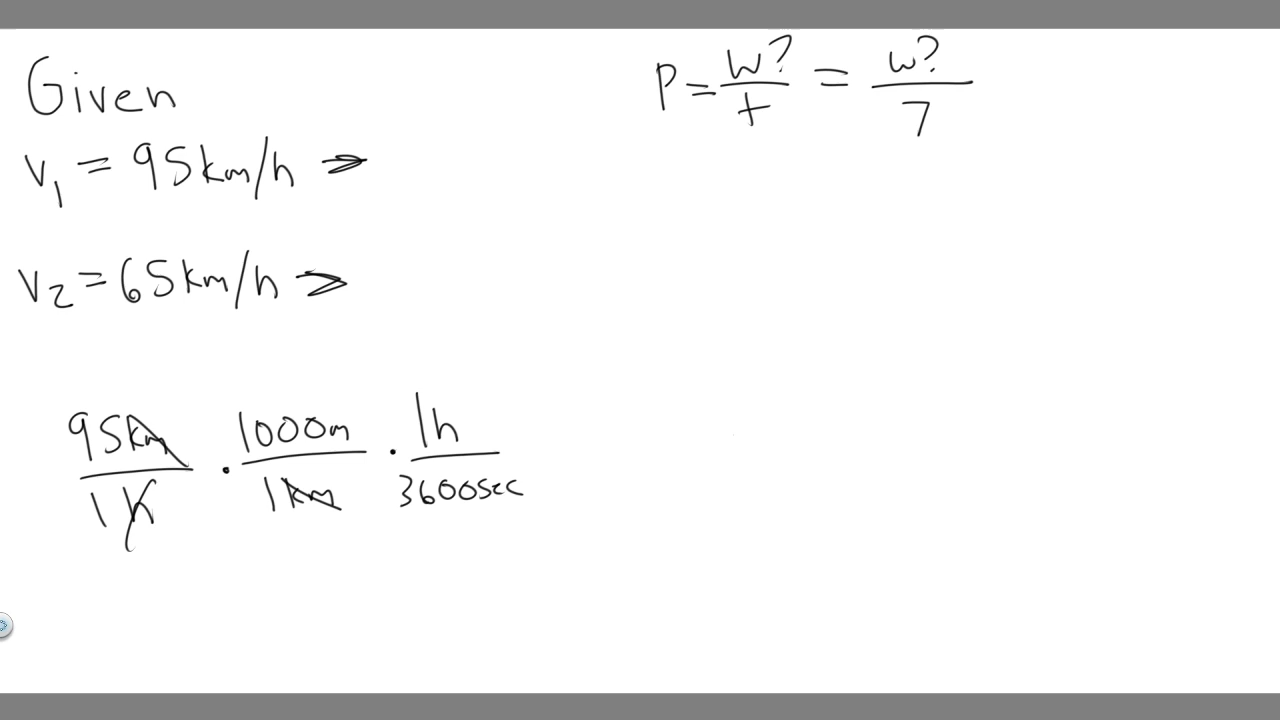 Given
v₁ = 95km/h ⇒
v₂ = 65km/h ⇒
P = w?/t = w?/7
95km/1h · 1000m/1km · 1h/3600sec